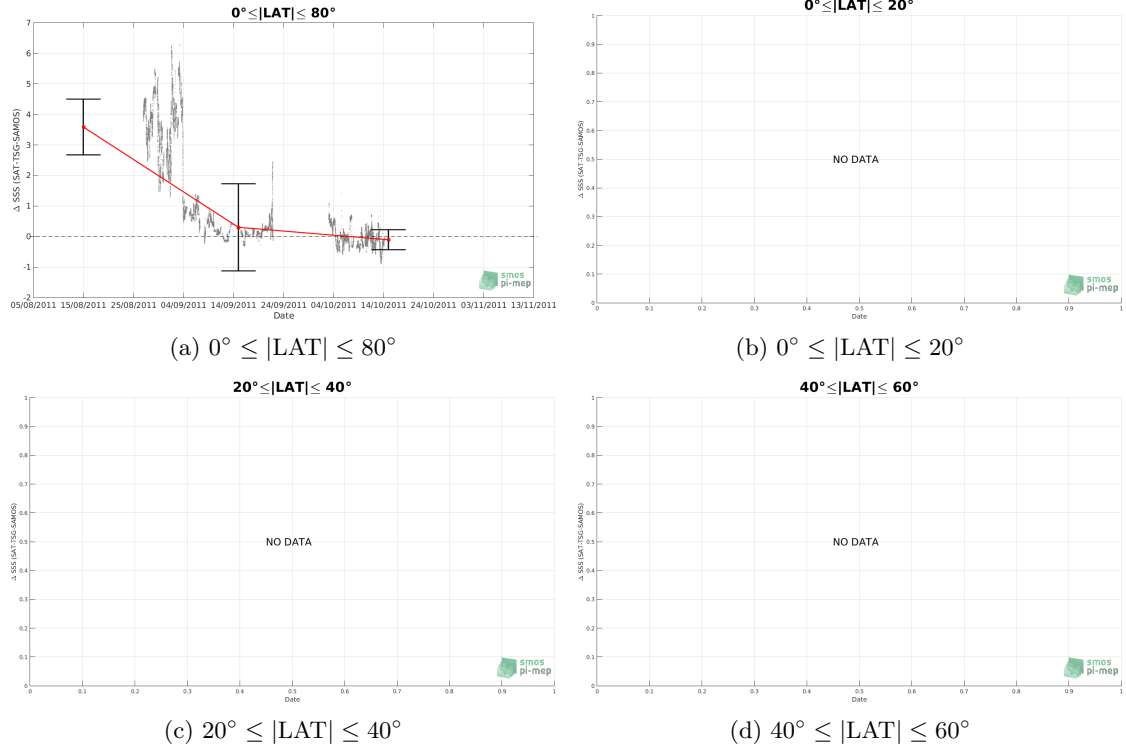 0°≤|LAT|≤ 80°
7
6
5
4
3
2
1
0
-1
-2
Δ SSS (SAT-TSG-SAMOS)
05/08/2011 15/08/2011 25/08/2011 04/09/2011 14/09/2011 24/09/2011 04/10/2011 14/10/2011 24/10/2011 03/11/2011 13/11/2011
Date
smos
pi-mep
(a) 0° ≤ |LAT| ≤ 80°
0°≤|LAT|≤ 20°
1
0.9
0.8
0.7
0.6
0.5
0.4
0.3
0.2
0.1
0
Δ SSS (SAT-TSG-SAMOS)
NO DATA
0 0.1 0.2 0.3 0.4 0.5 0.6 0.7 0.8 0.9 1
Date
smos
pi-mep
(b) 0° ≤ |LAT| ≤ 20°
20°≤|LAT|≤ 40°
1
0.9
0.8
0.7
0.6
0.5
0.4
0.3
0.2
0.1
0
Δ SSS (SAT-TSG-SAMOS)
NO DATA
0 0.1 0.2 0.3 0.4 0.5 0.6 0.7 0.8 0.9 1
Date
smos
pi-mep
(c) 20° ≤ |LAT| ≤ 40°
40°≤|LAT|≤ 60°
1
0.9
0.8
0.7
0.6
0.5
0.4
0.3
0.2
0.1
0
Δ SSS (SAT-TSG-SAMOS)
NO DATA
0 0.1 0.2 0.3 0.4 0.5 0.6 0.7 0.8 0.9 1
Date
smos
pi-mep
(d) 40° ≤ |LAT| ≤ 60°